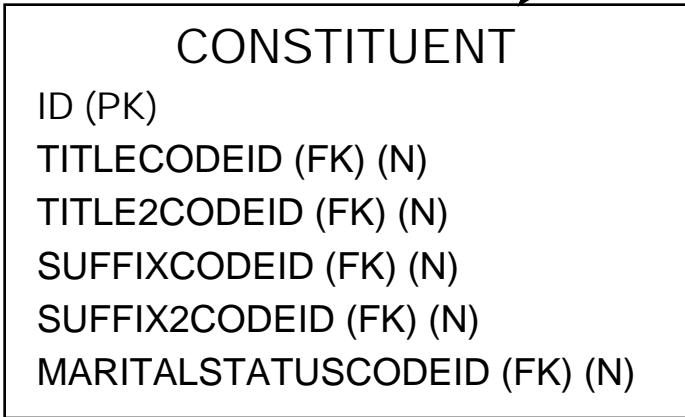 CONSTITUENT
ID (PK)
TITLECODEID (FK) (N)
TITLE2CODEID (FK) (N)
SUFFIXCODEID (FK) (N)
SUFFIX2CODEID (FK) (N)
MARITALSTATUSCODEID (FK) (N)